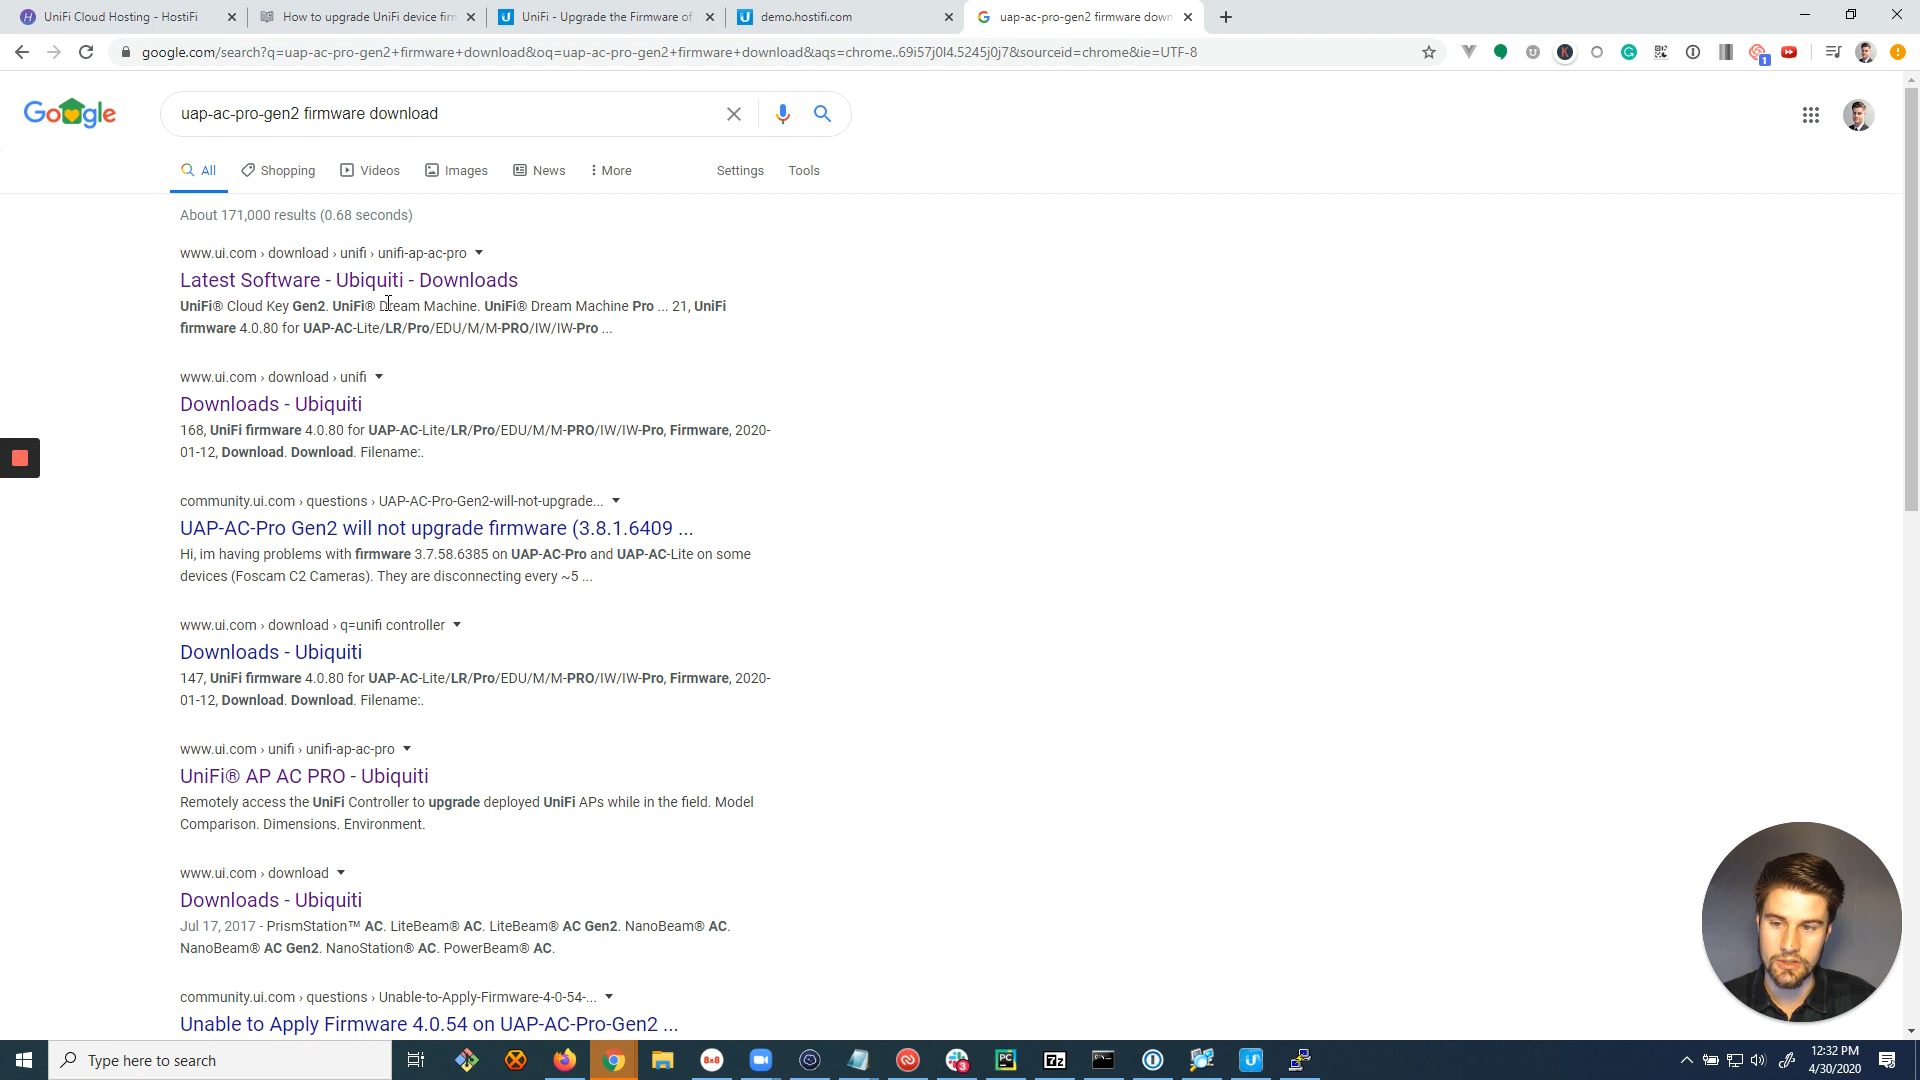 UniFi Cloud Hosting - HostiFi
How to upgrade UniFi device firm
UniFi - Upgrade the Firmware of
demo.hostifi.com
uap-ac-pro-gen2 firmware down
google.com/search?q=uap-ac-pro-gen2+firmware+download&oq=uap-ac-pro-gen2+firmware+download&aqs=chrome..69i57j0l4.5245j0j7&sourceid=chrome&ie=UTF-8
Google
uap-ac-pro-gen2 firmware download
All
Shopping
Videos
Images
News
More
Settings
Tools
About 171,000 results (0.68 seconds)
www.ui.com › download › unifi › unifi-ap-ac-pro
Latest Software - Ubiquiti - Downloads
UniFi® Cloud Key Gen2. UniFi® Dream Machine. UniFi® Dream Machine Pro ... 21, UniFi
firmware 4.0.80 for UAP-AC-Lite/LR/Pro/EDU/M/M-PRO/IW/IW-Pro ...
www.ui.com › download › unifi
Downloads - Ubiquiti
168, UniFi firmware 4.0.80 for UAP-AC-Lite/LR/Pro/EDU/M/M-PRO/IW/IW-Pro, Firmware, 2020-
01-12, Download. Download. Filename:.
community.ui.com › questions › UAP-AC-Pro-Gen2-will-not-upgrade...
UAP-AC-Pro Gen2 will not upgrade firmware (3.8.1.6409 ...
Hi, im having problems with firmware 3.7.58.6385 on UAP-AC-Pro and UAP-AC-Lite on some
devices (Foscam C2 Cameras). They are disconnecting every ~5 ...
www.ui.com › download › q=unifi controller
Downloads - Ubiquiti
147, UniFi firmware 4.0.80 for UAP-AC-Lite/LR/Pro/EDU/M/M-PRO/IW/IW-Pro, Firmware, 2020-
01-12, Download. Download. Filename:.
www.ui.com › unifi › unifi-ap-ac-pro
UniFi® AP AC PRO - Ubiquiti
Remotely access the UniFi Controller to upgrade deployed UniFi APs while in the field. Model
Comparison. Dimensions. Environment.
www.ui.com › download
Downloads - Ubiquiti
Jul 17, 2017 - PrismStation™ AC. LiteBeam® AC. LiteBeam® AC Gen2. NanoBeam® AC.
NanoBeam® AC Gen2. NanoStation® AC. PowerBeam® AC.
community.ui.com › questions › Unable-to-Apply-Firmware-4-0-54-...
Unable to Apply Firmware 4.0.54 on UAP-AC-Pro-Gen2 ...
Type here to search
8x8
3
PC
7z
12:32 PM
4/30/2020